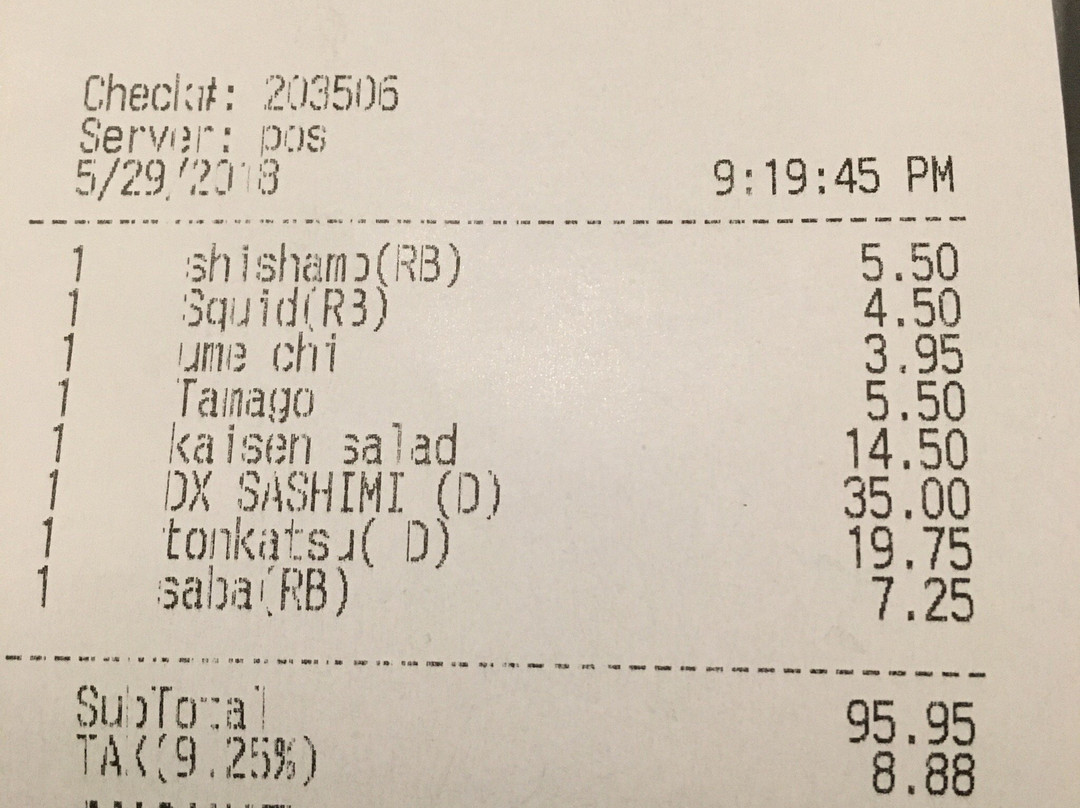 Check#: 203506
Server: pos
5/29/2018 9:19:45 PM
1 shishamo(RB) 5.50
1 Squid(RB) 4.50
1 ume chi 3.95
1 Tamago 5.50
1 kaisen salad 14.50
1 DX SASHIMI (D) 35.00
1 tonkatsu( D) 19.75
1 saba(RB) 7.25
SubTotal 95.95
TAX(9.25%) 8.88